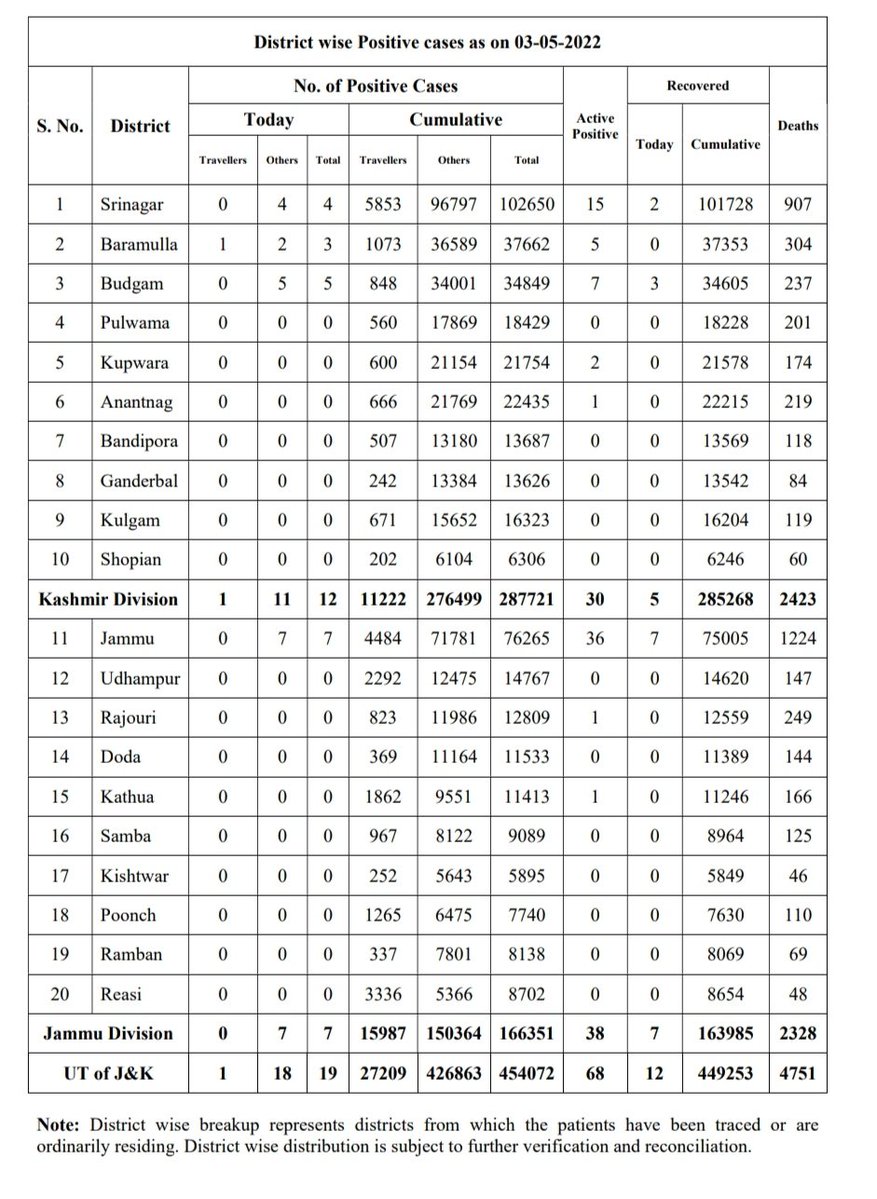 District wise Positive cases as on 03-05-2022
S. No. District No. of Positive Cases Active Positive Recovered Deaths
Today Cumulative Today Cumulative
Travellers Others Total Travellers Others Total
1 Srinagar 0 4 4 5853 96797 102650 15 2 101728 907
2 Baramulla 1 2 3 1073 36589 37662 5 0 37353 304
3 Budgam 0 5 5 848 34001 34849 7 3 34605 237
4 Pulwama 0 0 0 560 17869 18429 0 0 18228 201
5 Kupwara 0 0 0 600 21154 21754 2 0 21578 174
6 Anantnag 0 0 0 666 21769 22435 1 0 22215 219
7 Bandipora 0 0 0 507 13180 13687 0 0 13569 118
8 Ganderbal 0 0 0 242 13384 13626 0 0 13542 84
9 Kulgam 0 0 0 671 15652 16323 0 0 16204 119
10 Shopian 0 0 0 202 6104 6306 0 0 6246 60
Kashmir Division 1 11 12 11222 276499 287721 30 5 285268 2423
11 Jammu 0 7 7 4484 71781 76265 36 7 75005 1224
12 Udhampur 0 0 0 2292 12475 14767 0 0 14620 147
13 Rajouri 0 0 0 823 11986 12809 1 0 12559 249
14 Doda 0 0 0 369 11164 11533 0 0 11389 144
15 Kathua 0 0 0 1862 9551 11413 1 0 11246 166
16 Samba 0 0 0 967 8122 9089 0 0 8964 125
17 Kishtwar 0 0 0 252 5643 5895 0 0 5849 46
18 Poonch 0 0 0 1265 6475 7740 0 0 7630 110
19 Ramban 0 0 0 337 7801 8138 0 0 8069 69
20 Reasi 0 0 0 3336 5366 8702 0 0 8654 48
Jammu Division 0 7 7 15987 150364 166351 38 7 163985 2328
UT of J&K 1 18 19 27209 426863 454072 68 12 449253 4751
Note: District wise breakup represents districts from which the patients have been traced or are
ordinarily residing. District wise distribution is subject to further verification and reconciliation.